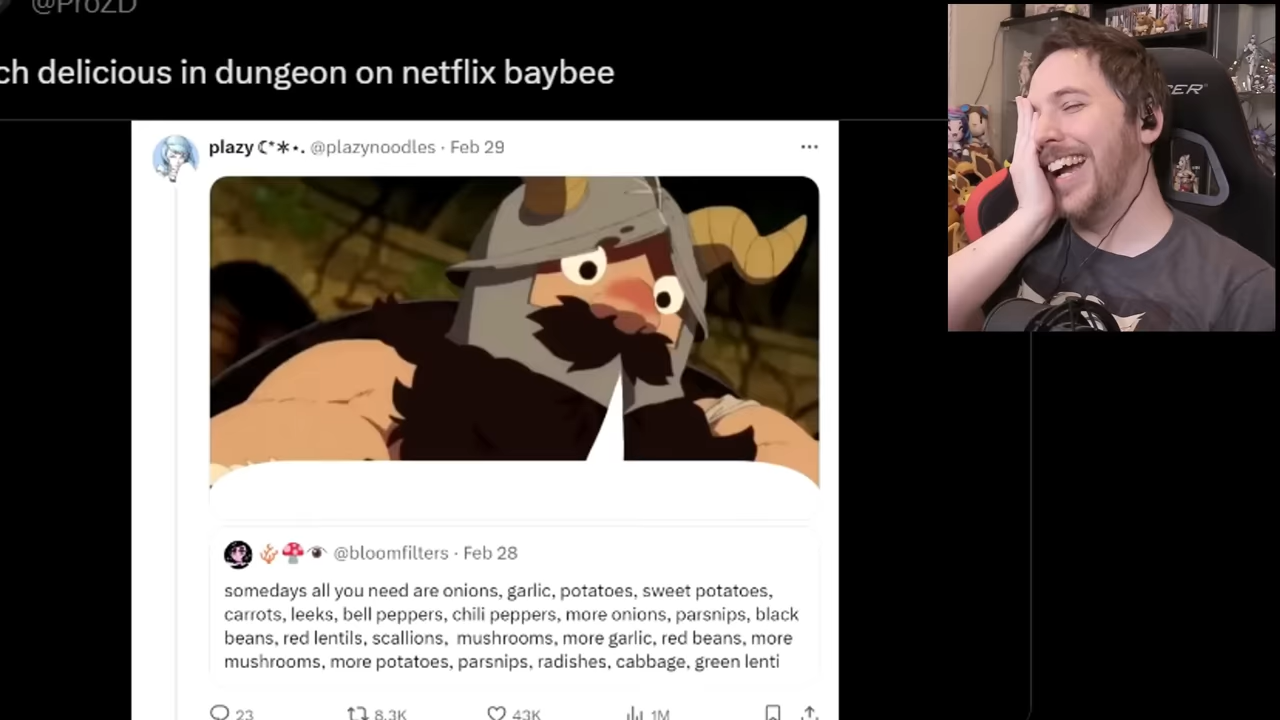 @ProZD
ch delicious in dungeon on netflix baybee
plazy ☾*✶•. @plazynoodles · Feb 29
@bloomfilters · Feb 28
somedays all you need are onions, garlic, potatoes, sweet potatoes,
carrots, leeks, bell peppers, chili peppers, more onions, parsnips, black
beans, red lentils, scallions, mushrooms, more garlic, red beans, more
mushrooms, more potatoes, parsnips, radishes, cabbage, green lenti
23 8.3K 43K 1M